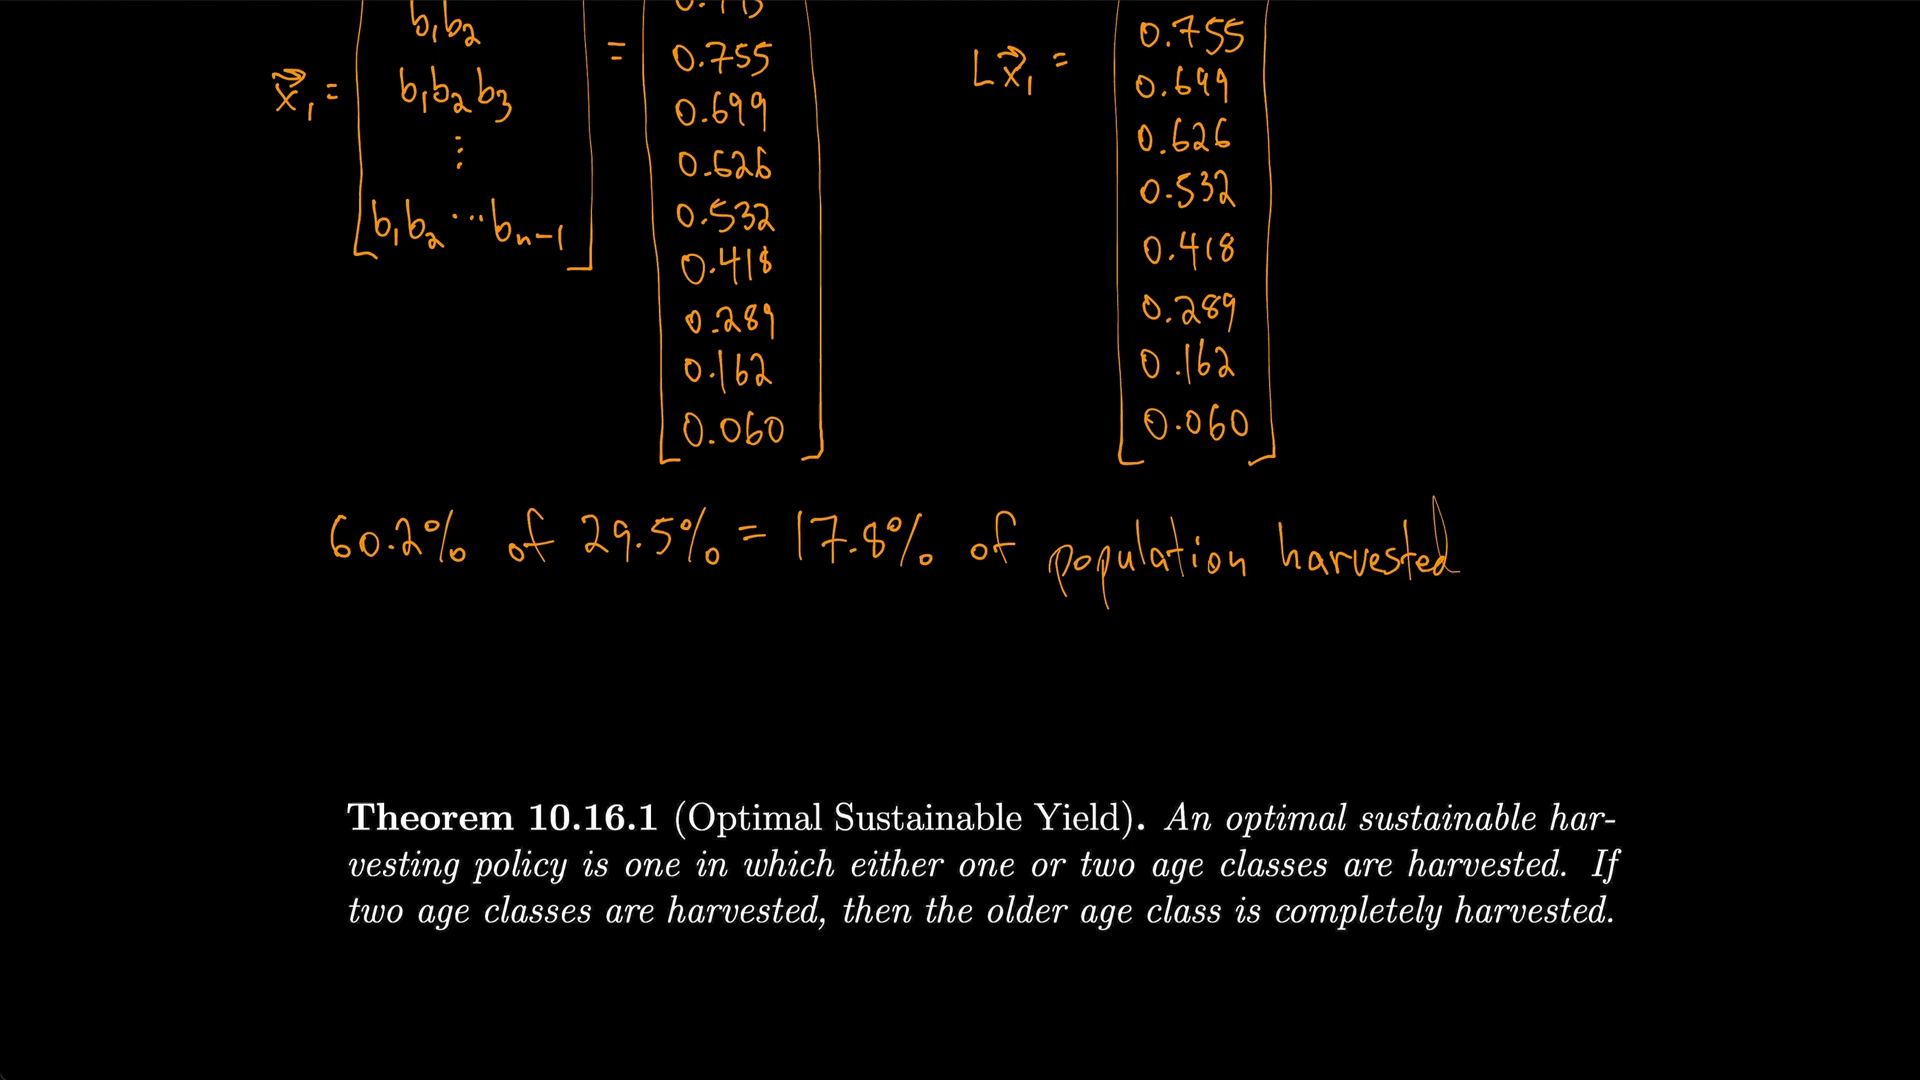 x⃗₁ = [ b₁b₂ b₁b₂b₃ ⋮ b₁b₂ ⋯ bₙ₋₁ ] =
0.755
0.699
0.626
0.532
0.418
0.289
0.162
0.060
Lx⃗₁ =
0.755
0.699
0.626
0.532
0.418
0.289
0.162
0.060
60.2% of 29.5% = 17.8% of population harvested
Theorem 10.16.1 (Optimal Sustainable Yield). An optimal sustainable har-
vesting policy is one in which either one or two age classes are harvested. If
two age classes are harvested, then the older age class is completely harvested.